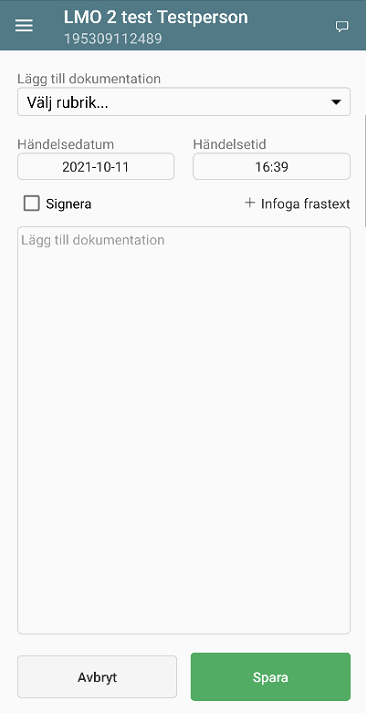 LMO 2 test Testperson
195309112489
Lägg till dokumentation
Välj rubrik...
Händelsedatum
Händelsetid
2021-10-11
16:39
Signera
+ Infoga frastext
Lägg till dokumentation
Avbryt
Spara